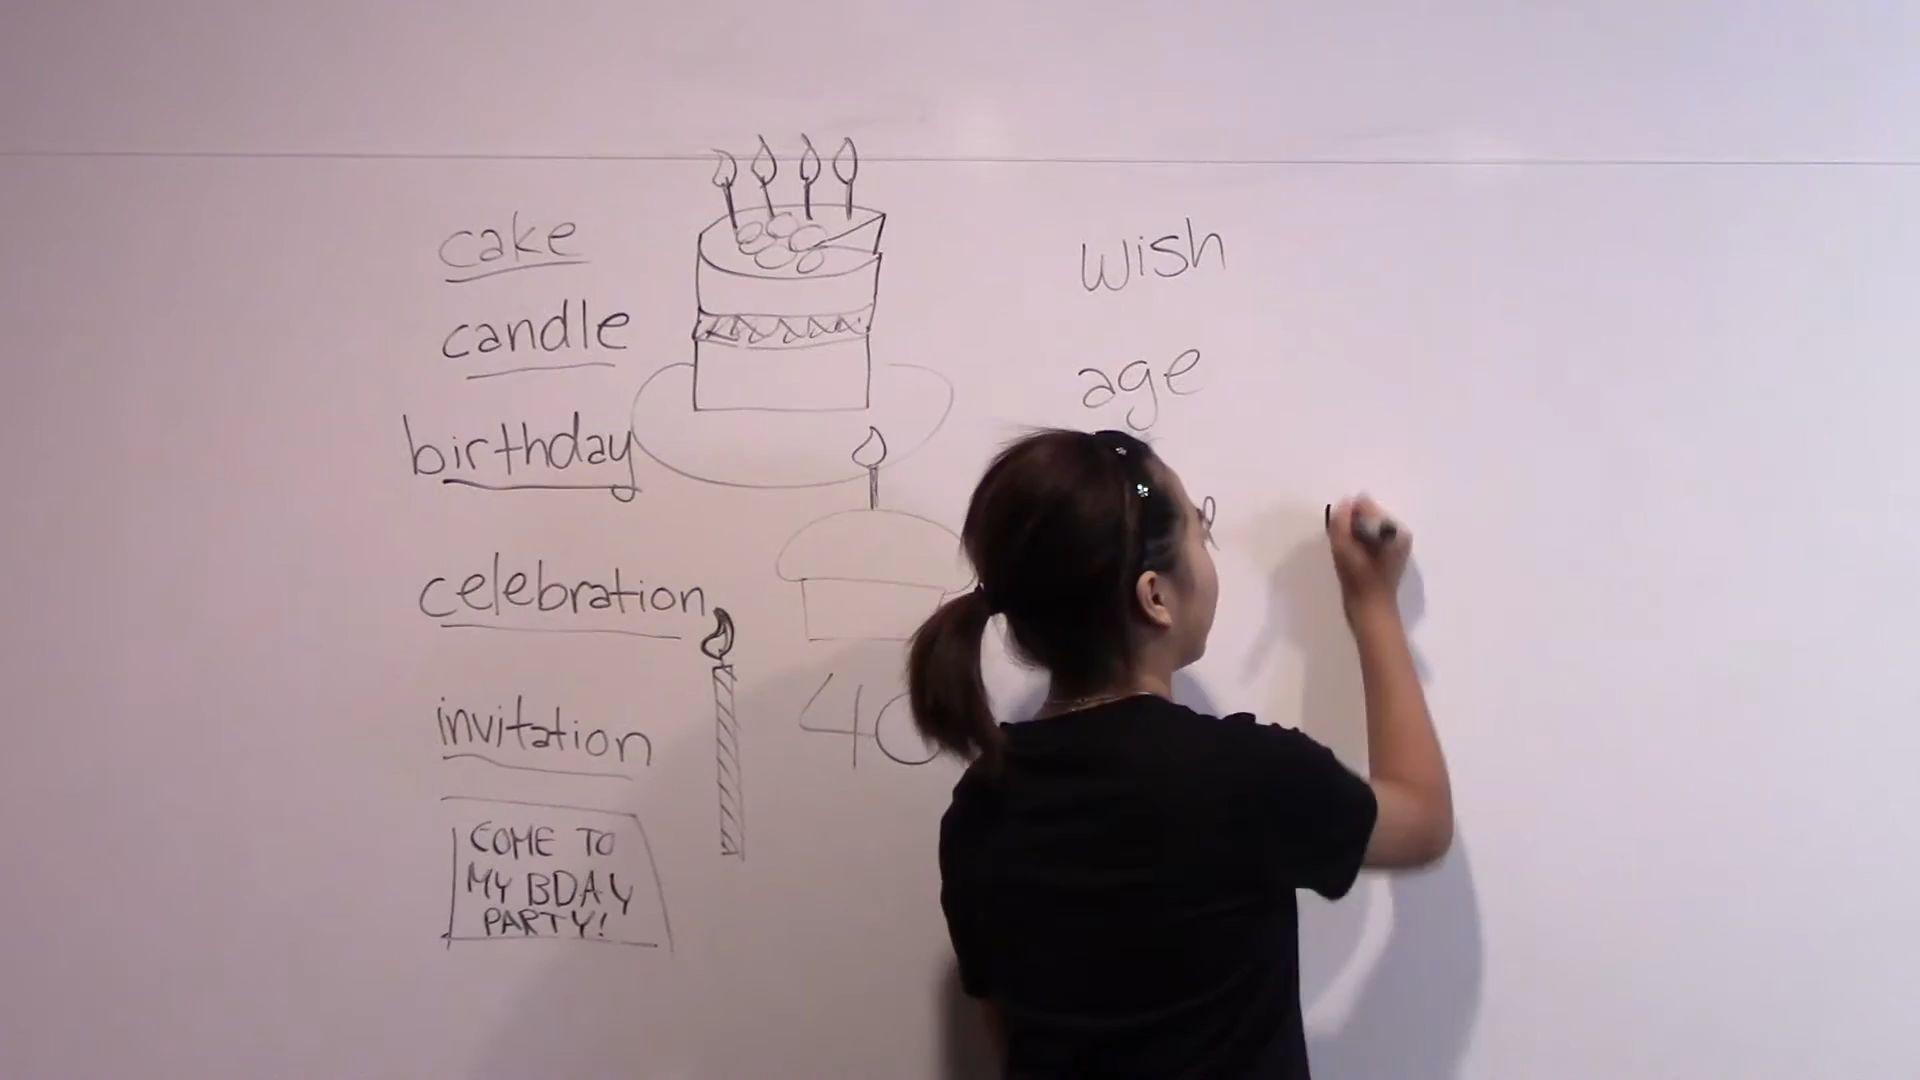 cake
candle
birthday
celebration
invitation
COME TO
MY BDAY
PARTY!
wish
age